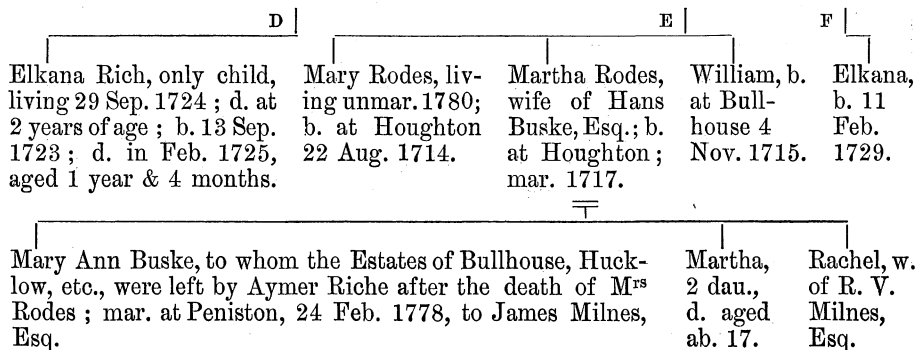 D E F
Elkana Rich, only child,
living 29 Sep. 1724 ; d. at
2 years of age ; b. 13 Sep.
1723 ; d. in Feb. 1725,
aged 1 year & 4 months.
Mary Rodes, liv-
ing unmar. 1780;
b. at Houghton
22 Aug. 1714.
Martha Rodes,
wife of Hans
Buske, Esq.; b.
at Houghton ;
mar. 1717.
William, b.
at Bull-
house 4
Nov. 1715.
Elkana,
b. 11
Feb.
1729.
Mary Ann Buske, to whom the Estates of Bullhouse, Huck-
low, etc., were left by Aymer Riche after the death of Mrs
Rodes ; mar. at Peniston, 24 Feb. 1778, to James Milnes,
Esq.
Martha,
2 dau.,
d. aged
ab. 17.
Rachel, w.
of R. V.
Milnes,
Esq.